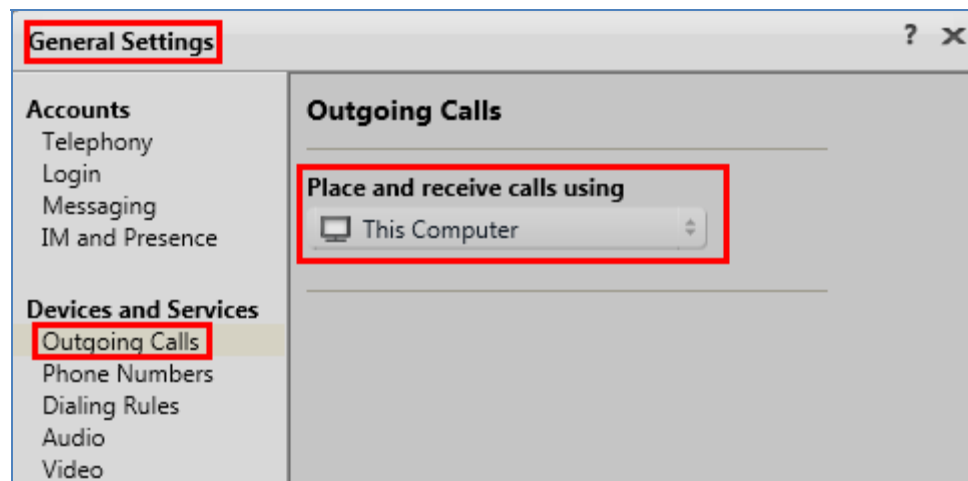 General Settings
? x
Accounts
Telephony
Login
Messaging
IM and Presence
Devices and Services
Outgoing Calls
Phone Numbers
Dialing Rules
Audio
Video
Outgoing Calls
Place and receive calls using
This Computer